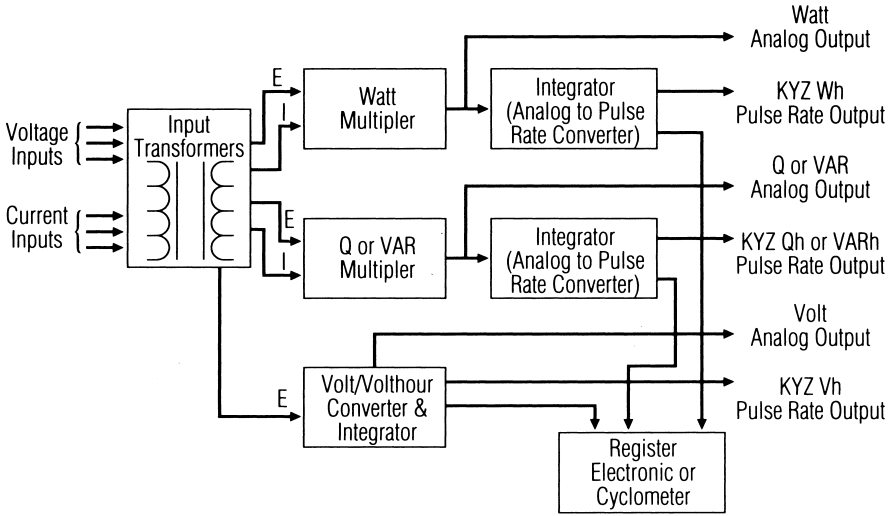 Watt
Analog Output
E
I
Watt
Multipler
Integrator
(Analog to Pulse
Rate Converter)
KYZ Wh
Pulse Rate Output
Voltage
Inputs
Input
Transformers
Current
Inputs
Q or VAR
Analog Output
E
I
Q or VAR
Multipler
Integrator
(Analog to Pulse
Rate Converter)
KYZ Qh or VARh
Pulse Rate Output
Volt
Analog Output
E
Volt/Volthour
Converter &
Integrator
KYZ Vh
Pulse Rate Output
Register
Electronic or
Cyclometer